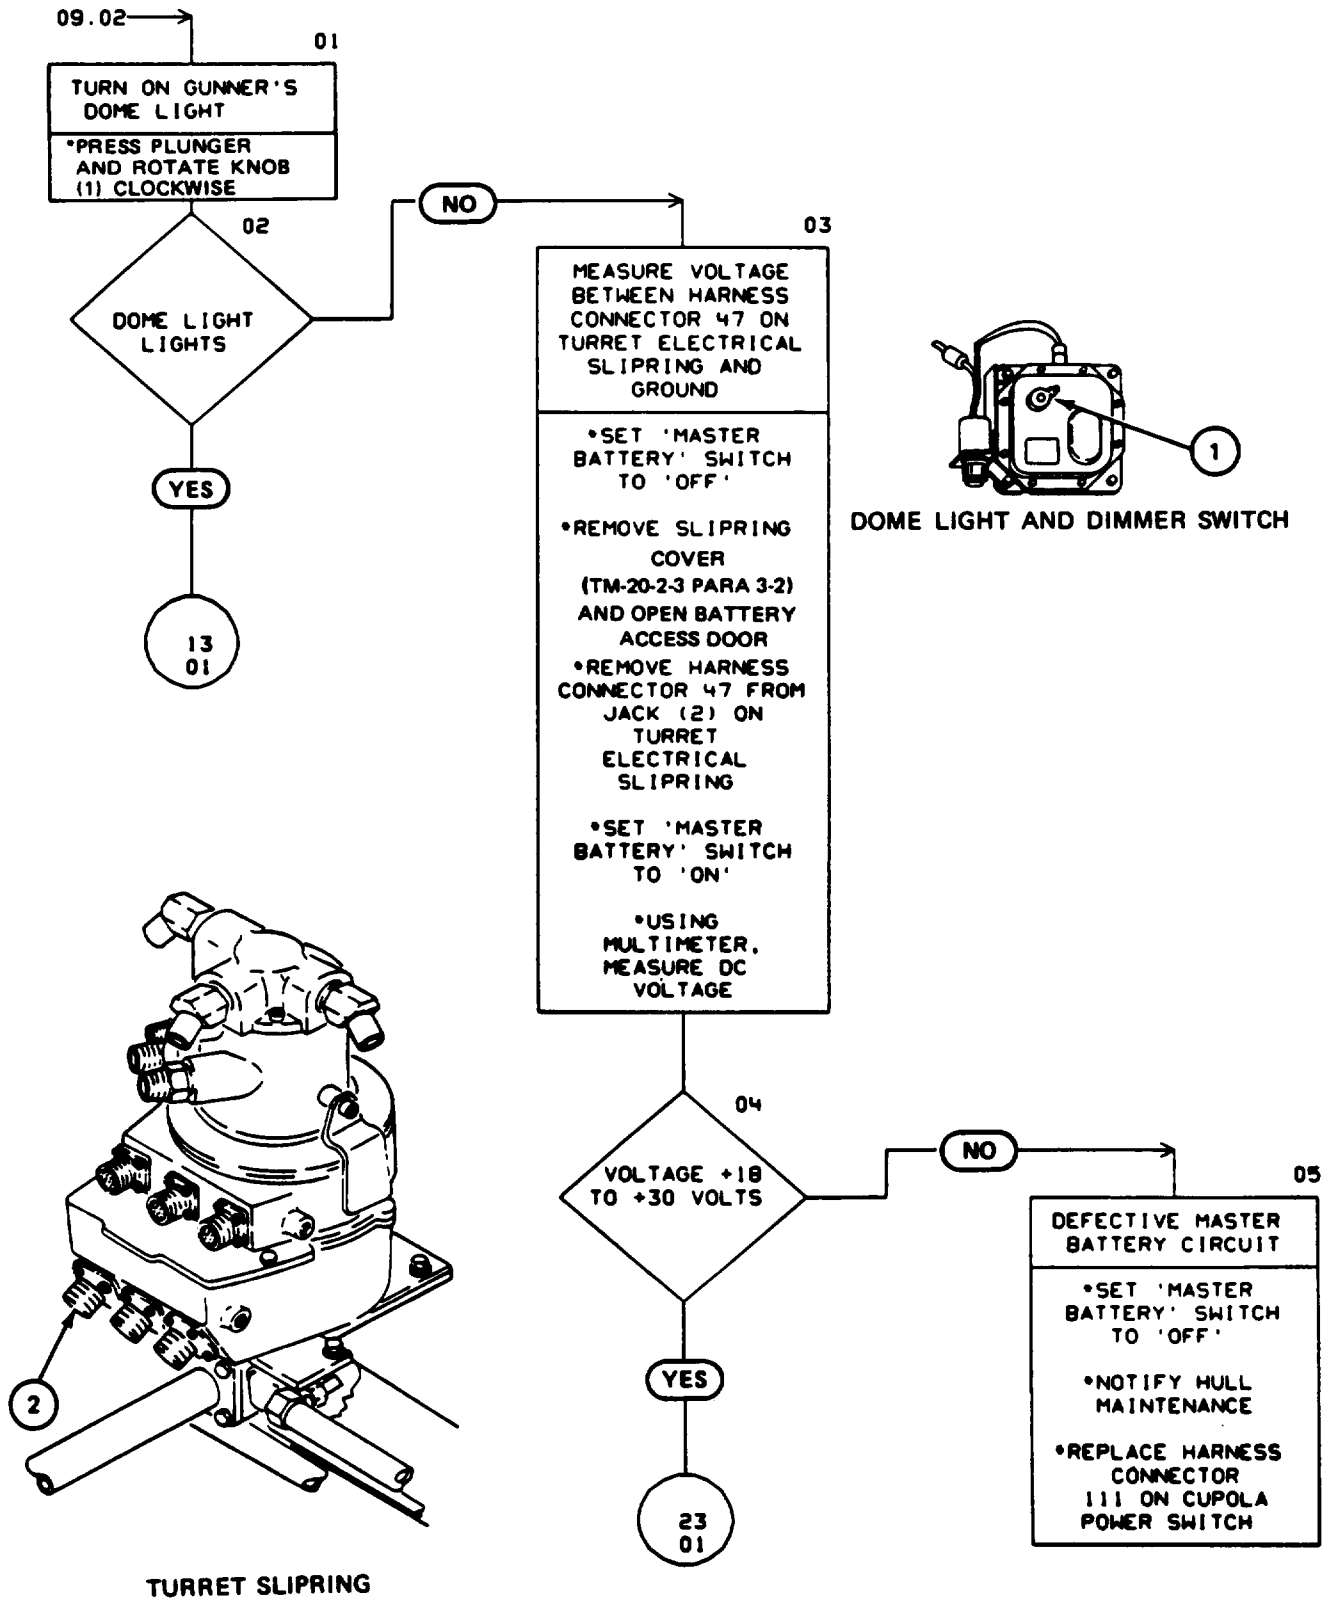 09.02
01
TURN ON GUNNER'S
DOME LIGHT
•PRESS PLUNGER
AND ROTATE KNOB
(1) CLOCKWISE
02
DOME LIGHT
LIGHTS
NO
YES
13
01
03
MEASURE VOLTAGE
BETWEEN HARNESS
CONNECTOR 47 ON
TURRET ELECTRICAL
SLIPRING AND
GROUND
•SET 'MASTER
BATTERY' SWITCH
TO 'OFF'
•REMOVE SLIPRING
COVER
(TM-20-2-3 PARA 3-2)
AND OPEN BATTERY
ACCESS DOOR
•REMOVE HARNESS
CONNECTOR 47 FROM
JACK (2) ON
TURRET
ELECTRICAL
SLIPRING
•SET 'MASTER
BATTERY' SWITCH
TO 'ON'
•USING
MULTIMETER,
MEASURE DC
VOLTAGE
1
DOME LIGHT AND DIMMER SWITCH
04
VOLTAGE +18
TO +30 VOLTS
NO
YES
23
01
05
DEFECTIVE MASTER
BATTERY CIRCUIT
•SET 'MASTER
BATTERY' SWITCH
TO 'OFF'
•NOTIFY HULL
MAINTENANCE
•REPLACE HARNESS
CONNECTOR
111 ON CUPOLA
POWER SWITCH
2
TURRET SLIPRING